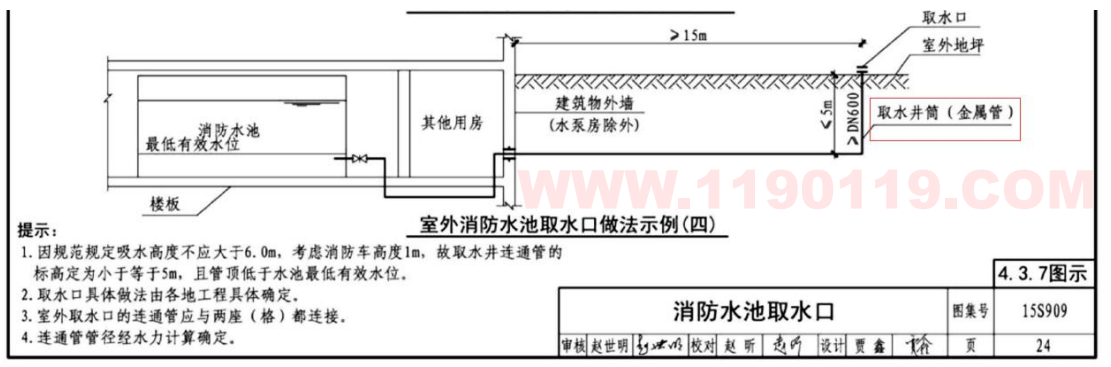 取水口
≥15m
室外地坪
建筑物外墙
(水泵房除外)
≤5m
≥DN600
取水井筒（金属管）
消防水池
最低有效水位
其他用房
楼板
WWW.1190119.COM
室外消防水池取水口做法示例(四)
提示：
1.因规范规定吸水高度不应大于6.0m，考虑消防车高度1m，故取水井连通管的
标高定为小于等于5m，且管顶低于水池最低有效水位。
2.取水口具体做法由各地工程具体确定。
3.室外取水口的连通管应与两座（格）都连接。
4.连通管管径经水力计算确定。
4.3.7图示
消防水池取水口 图集号 15S909
审核 赵世明 校对 赵昕 设计 贾鑫 页 24